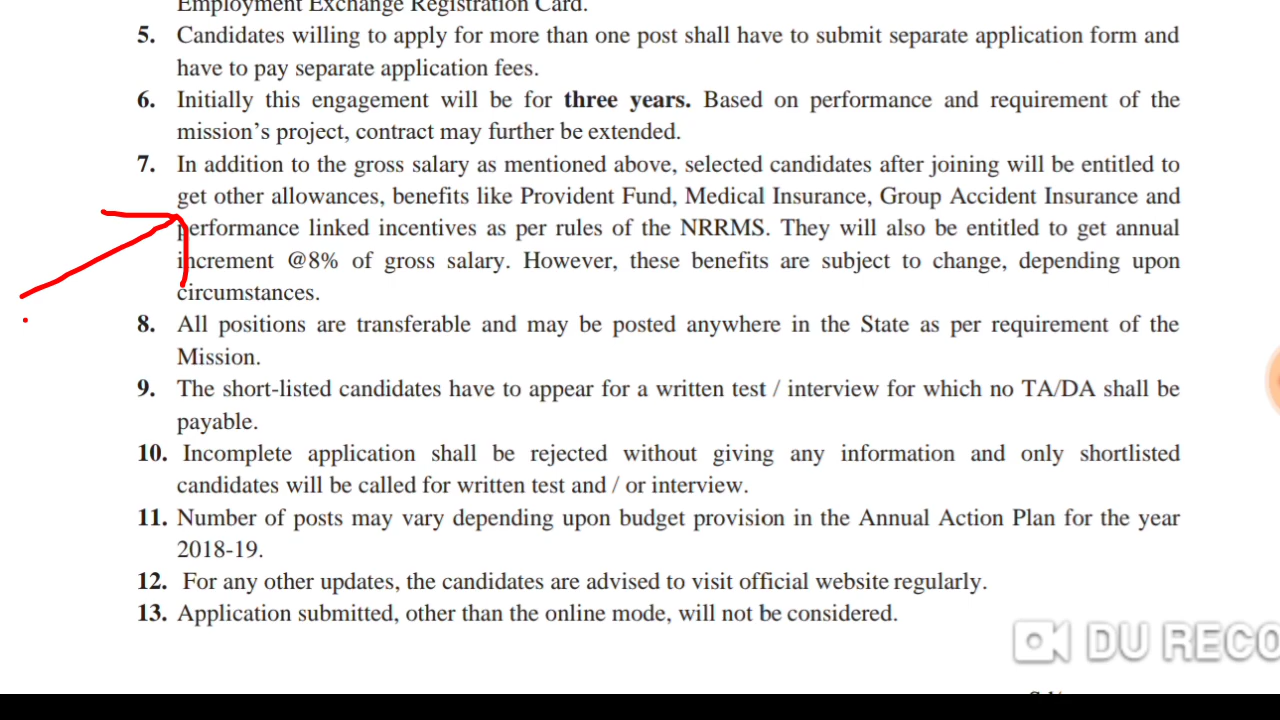 Employment Exchange Registration Card.
5. Candidates willing to apply for more than one post shall have to submit separate application form and
have to pay separate application fees.
6. Initially this engagement will be for three years. Based on performance and requirement of the
mission’s project, contract may further be extended.
7. In addition to the gross salary as mentioned above, selected candidates after joining will be entitled to
get other allowances, benefits like Provident Fund, Medical Insurance, Group Accident Insurance and
performance linked incentives as per rules of the NRRMS. They will also be entitled to get annual
increment @8% of gross salary. However, these benefits are subject to change, depending upon
circumstances.
8. All positions are transferable and may be posted anywhere in the State as per requirement of the
Mission.
9. The short-listed candidates have to appear for a written test / interview for which no TA/DA shall be
payable.
10. Incomplete application shall be rejected without giving any information and only shortlisted
candidates will be called for written test and / or interview.
11. Number of posts may vary depending upon budget provision in the Annual Action Plan for the year
2018-19.
12. For any other updates, the candidates are advised to visit official website regularly.
13. Application submitted, other than the online mode, will not be considered.
DU RECO